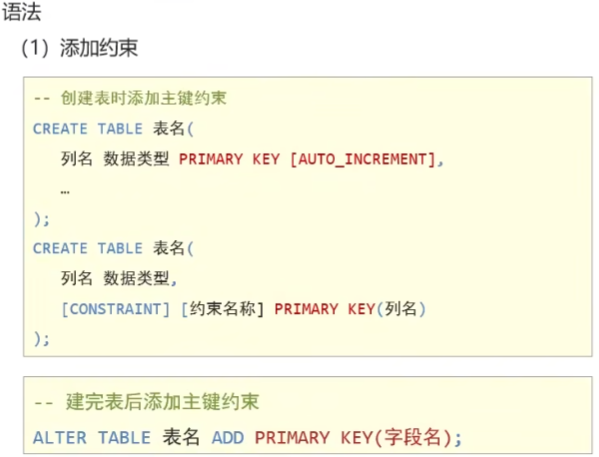 语法
（1）添加约束
-- 创建表时添加主键约束
CREATE TABLE 表名(
列名 数据类型 PRIMARY KEY [AUTO_INCREMENT],
…
);
CREATE TABLE 表名(
列名 数据类型,
[CONSTRAINT] [约束名称] PRIMARY KEY(列名)
);
-- 建完表后添加主键约束
ALTER TABLE 表名 ADD PRIMARY KEY(字段名);